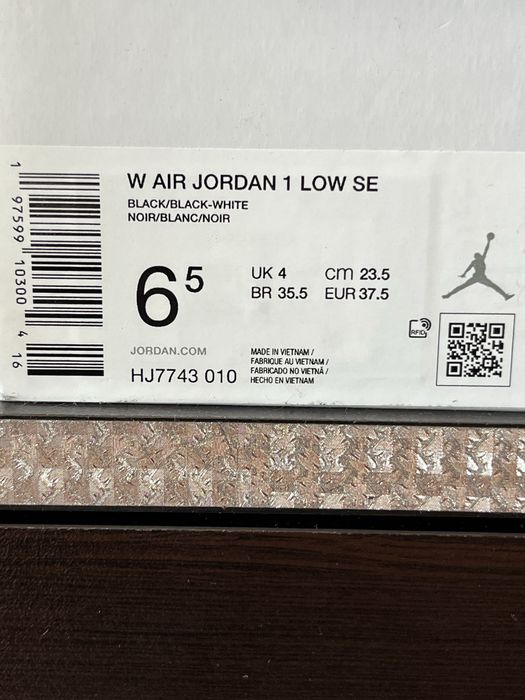 W AIR JORDAN 1 LOW SE
BLACK/BLACK-WHITE
NOIR/BLANC/NOIR
6 5
UK 4 cm 23.5
BR 35.5 EUR 37.5
RFID
JORDAN.COM
HJ7743 010
MADE IN VIETNAM /
FABRIQUE AU VIETNAM /
FABRICADO NO VIETNÃ /
HECHO EN VIETNAM
1 97599 10300 4 16